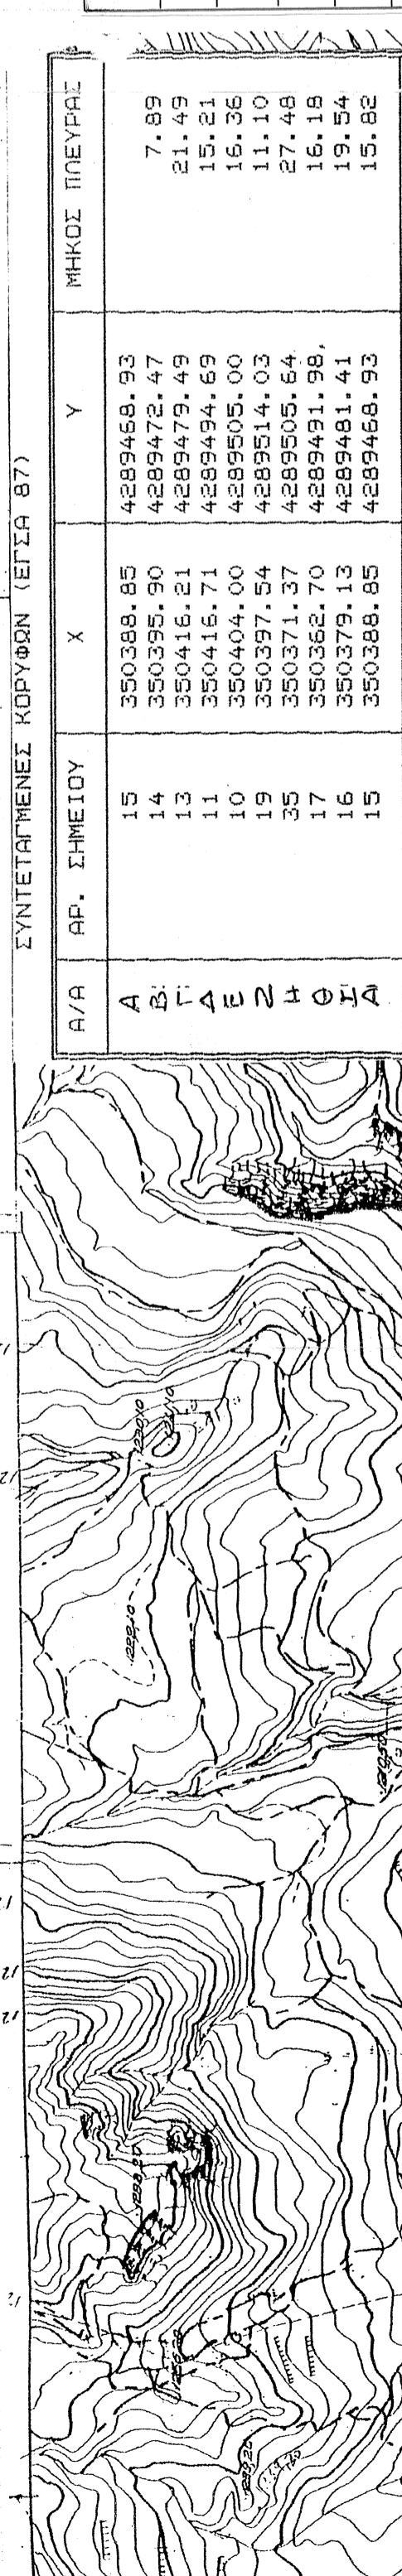 ΣΥΝΤΕΤΑΓΜΕΝΕΣ ΚΟΡΥΦΩΝ (ΕΓΣΑ 87)
Α/Α ΑΡ. ΣΗΜΕΙΟΥ Χ Υ ΜΗΚΟΣ ΠΛΕΥΡΑΣ
Α 15 350388.85 4289468.93
Β 14 350395.90 4289472.47 7.89
Γ 13 350416.21 4289479.49 21.49
Δ 11 350416.71 4289494.69 15.21
Ε 10 350404.00 4289505.00 16.36
Ζ 19 350397.54 4289514.03 11.10
Η 35 350371.37 4289505.64 27.48
Θ 17 350362.70 4289491.98, 16.18
Ι 16 350379.13 4289481.41 19.54
Α 15 350388.85 4289468.93 15.82